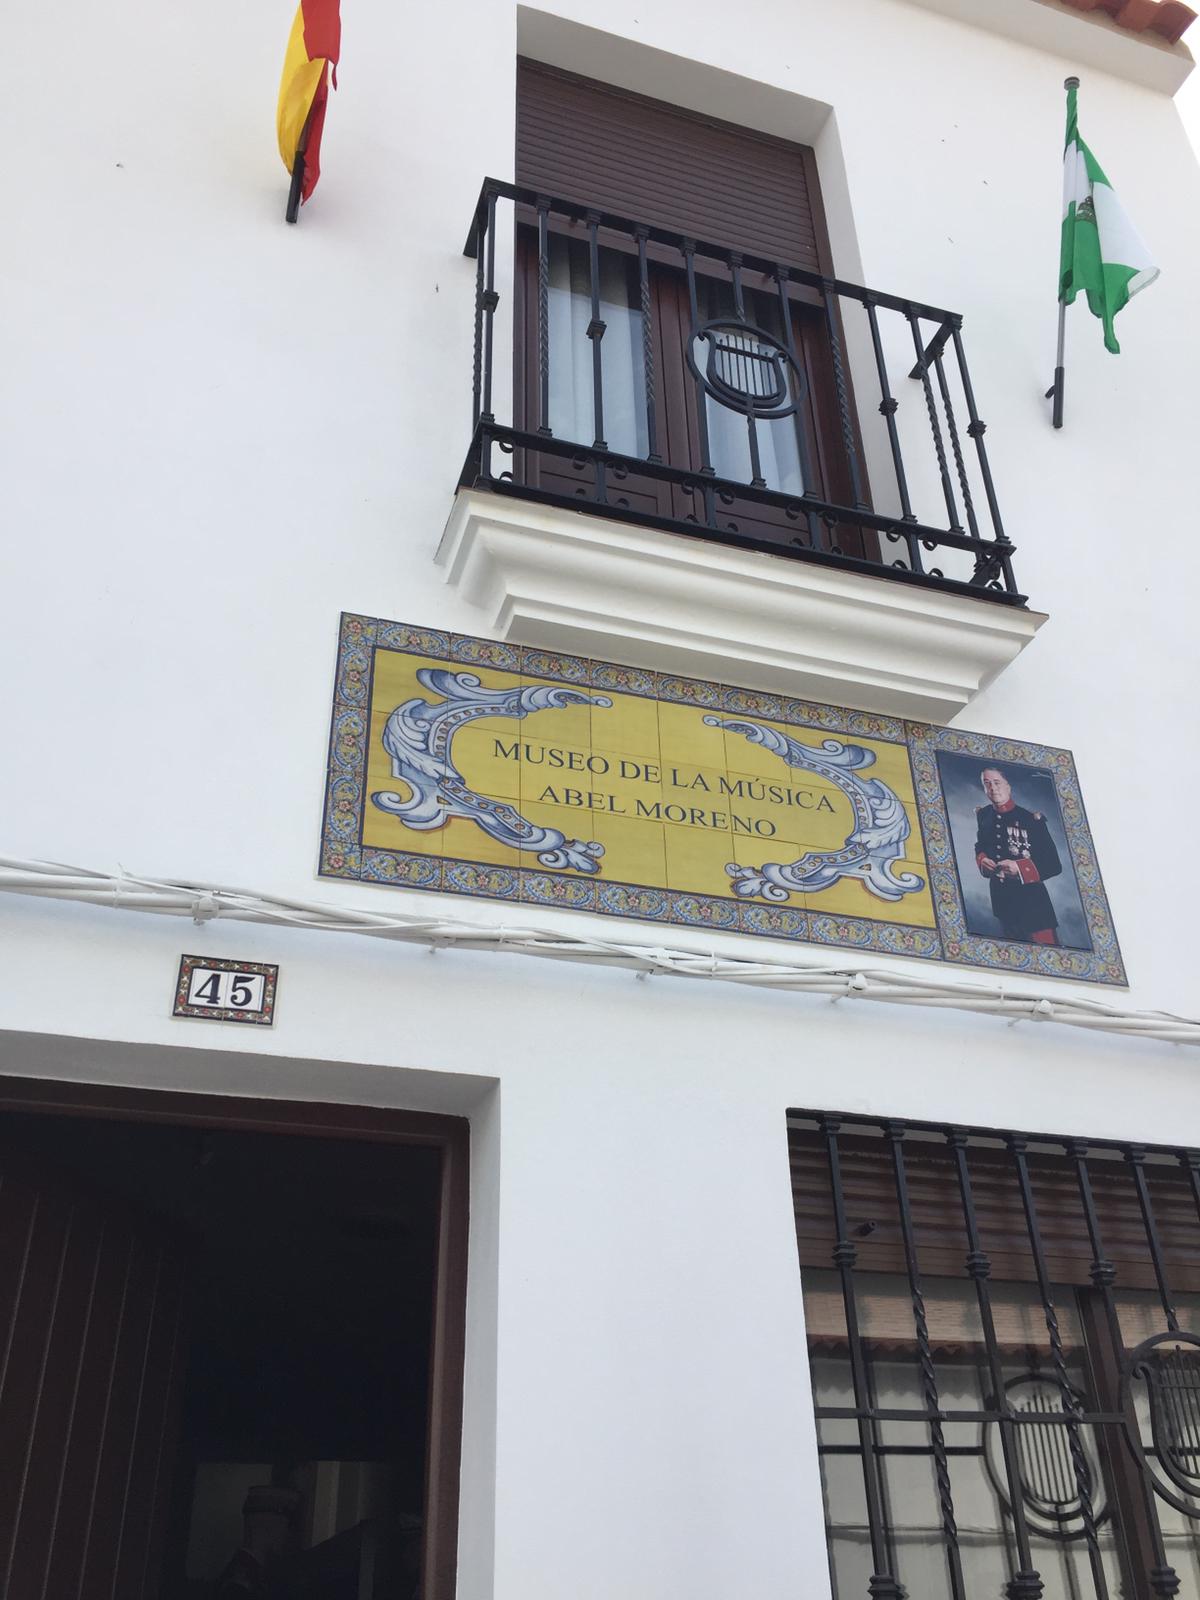 MUSEO DE LA MÚSICA
ABEL MORENO
45